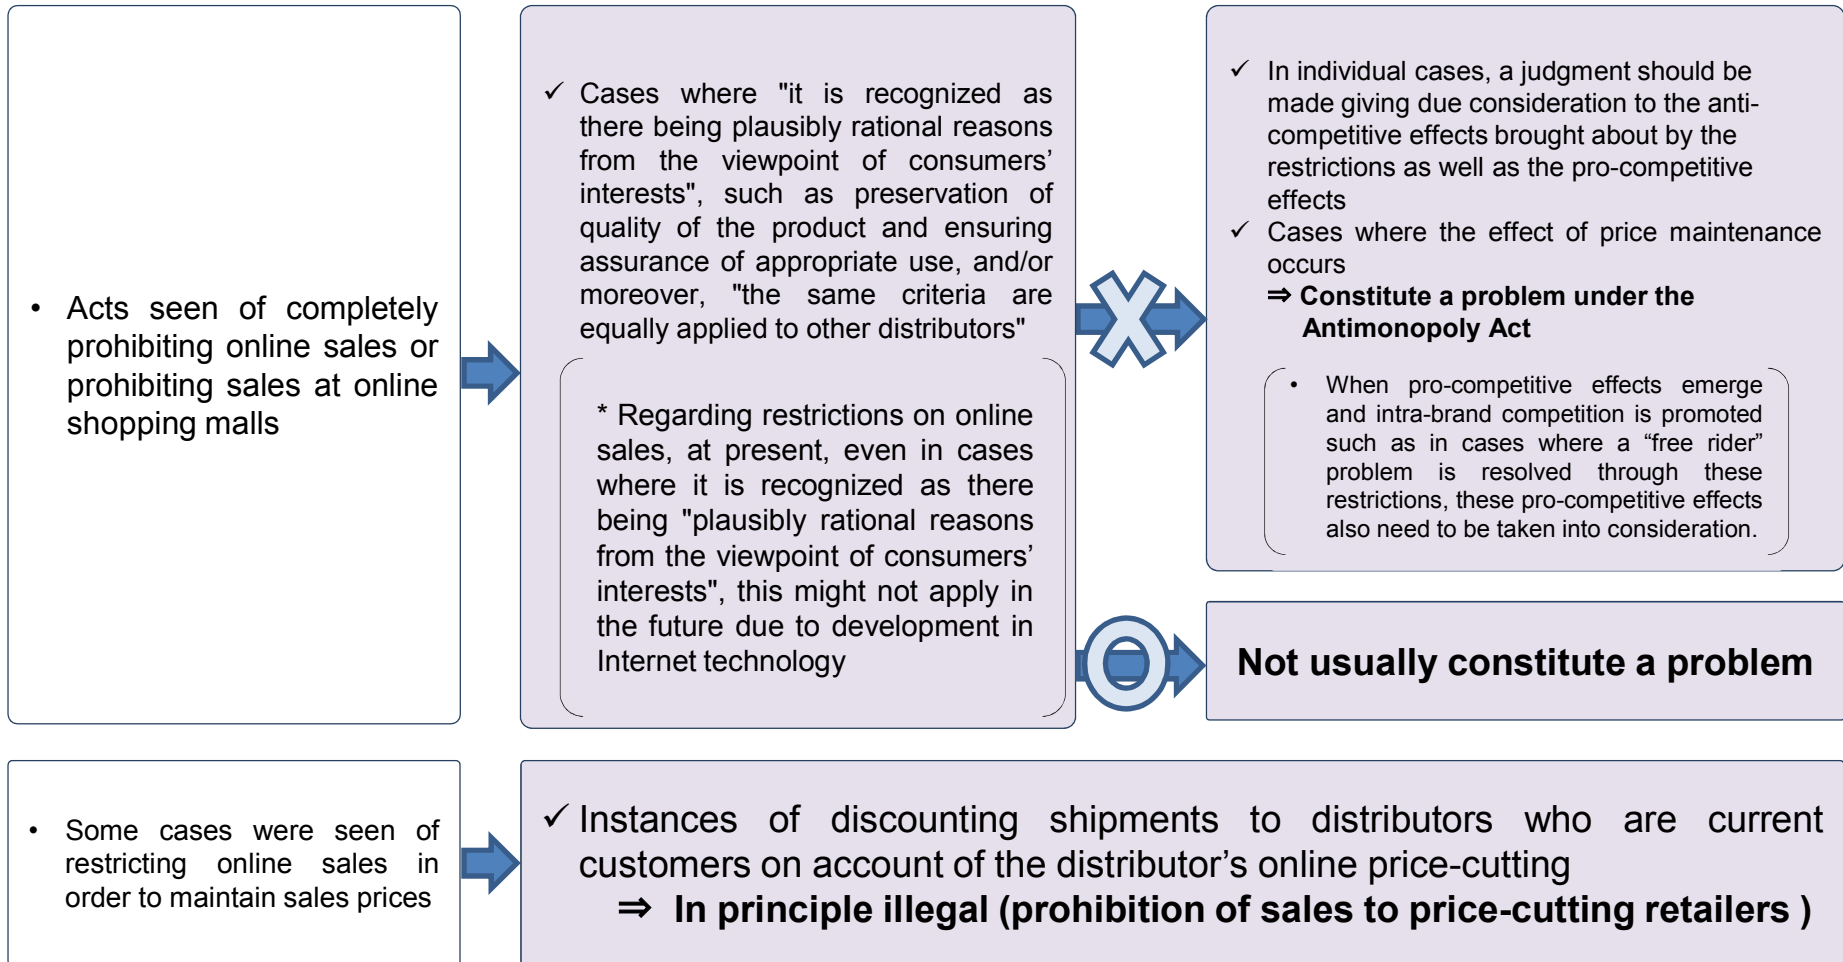 • Acts seen of completely
prohibiting online sales or
prohibiting sales at online
shopping malls
✓ Cases where "it is recognized as
there being plausibly rational reasons
from the viewpoint of consumers’
interests", such as preservation of
quality of the product and ensuring
assurance of appropriate use, and/or
moreover, "the same criteria are
equally applied to other distributors"
* Regarding restrictions on online
sales, at present, even in cases
where it is recognized as there
being "plausibly rational reasons
from the viewpoint of consumers’
interests", this might not apply in
the future due to development in
Internet technology
X
✓ In individual cases, a judgment should be
made giving due consideration to the anti-
competitive effects brought about by the
restrictions as well as the pro-competitive
effects
✓ Cases where the effect of price maintenance
occurs
⇒ Constitute a problem under the
Antimonopoly Act
• When pro-competitive effects emerge
and intra-brand competition is promoted
such as in cases where a “free rider”
problem is resolved through these
restrictions, these pro-competitive effects
also need to be taken into consideration.
O
Not usually constitute a problem
• Some cases were seen of
restricting online sales in
order to maintain sales prices
✓ Instances of discounting shipments to distributors who are current
customers on account of the distributor’s online price-cutting
⇒ In principle illegal (prohibition of sales to price-cutting retailers )